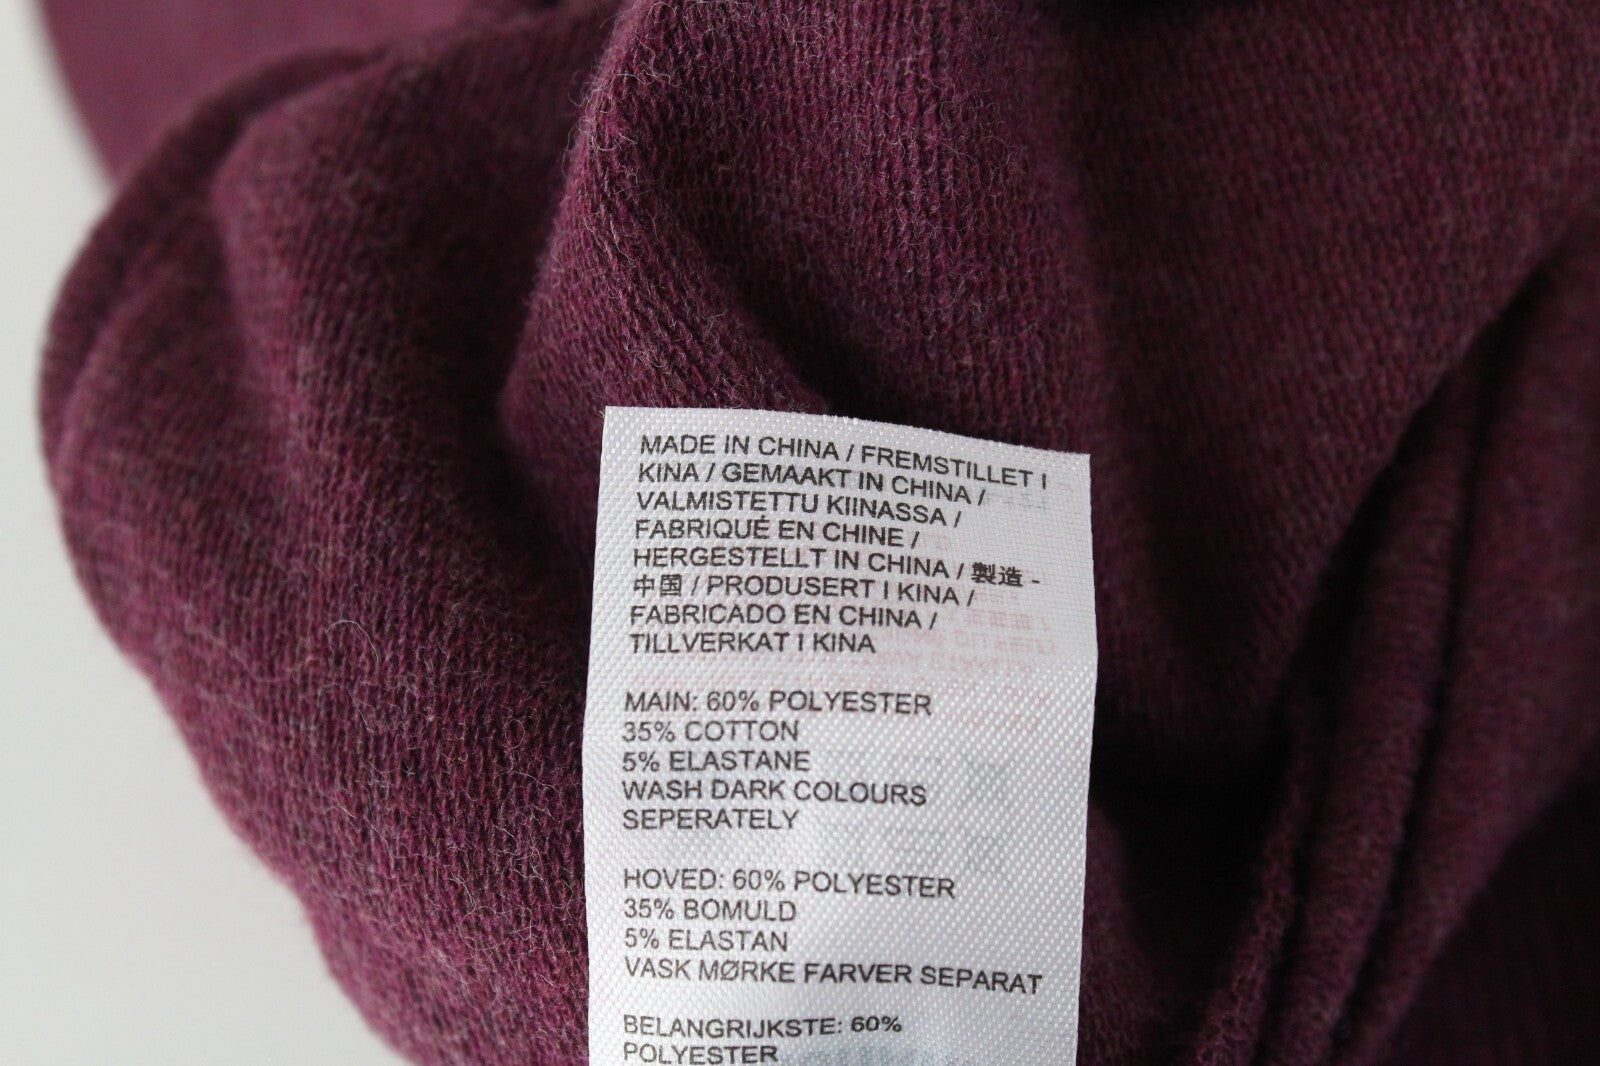 MADE IN CHINA / FREMSTILLET I
KINA / GEMAAKT IN CHINA /
VALMISTETTU KIINASSA /
FABRIQUÉ EN CHINE /
HERGESTELLT IN CHINA / 製造 -
中国 / PRODUSERT I KINA /
FABRICADO EN CHINA /
TILLVERKAT I KINA
MAIN: 60% POLYESTER
35% COTTON
5% ELASTANE
WASH DARK COLOURS
SEPERATELY
HOVED: 60% POLYESTER
35% BOMULD
5% ELASTAN
VASK MØRKE FARVER SEPARAT
BELANGRIJKSTE: 60%
POLYESTER